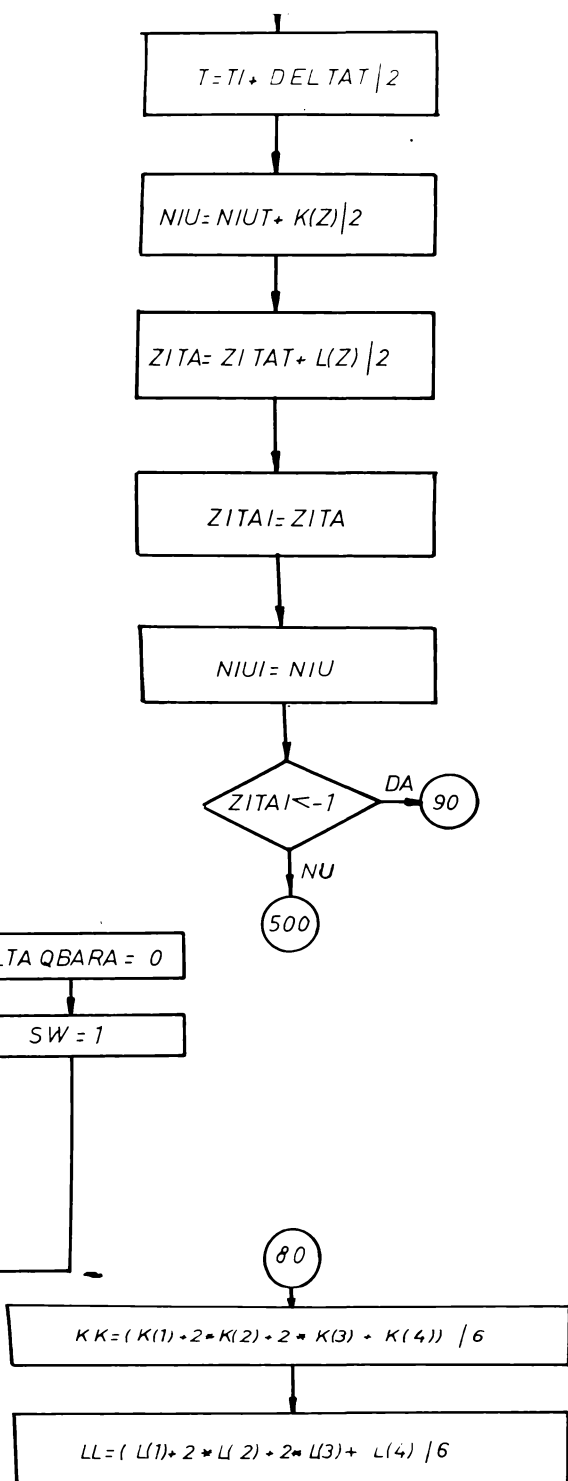 T=TI+ DELTAT/2
NIU=NIUT+ K(Z)/2
ZITA= ZITAT+ L(Z)/2
ZITAI=ZITA
NIUI= NIU
ZITAI<-1
DA
90
NU
500
LTA QBARA= 0
SW=1
80
KK=(K(1)+2*K(2)+2* K(3) + K(4)) /6
LL=( L(1)+ 2 * L(2)+2* L(3)+ L(4) /6